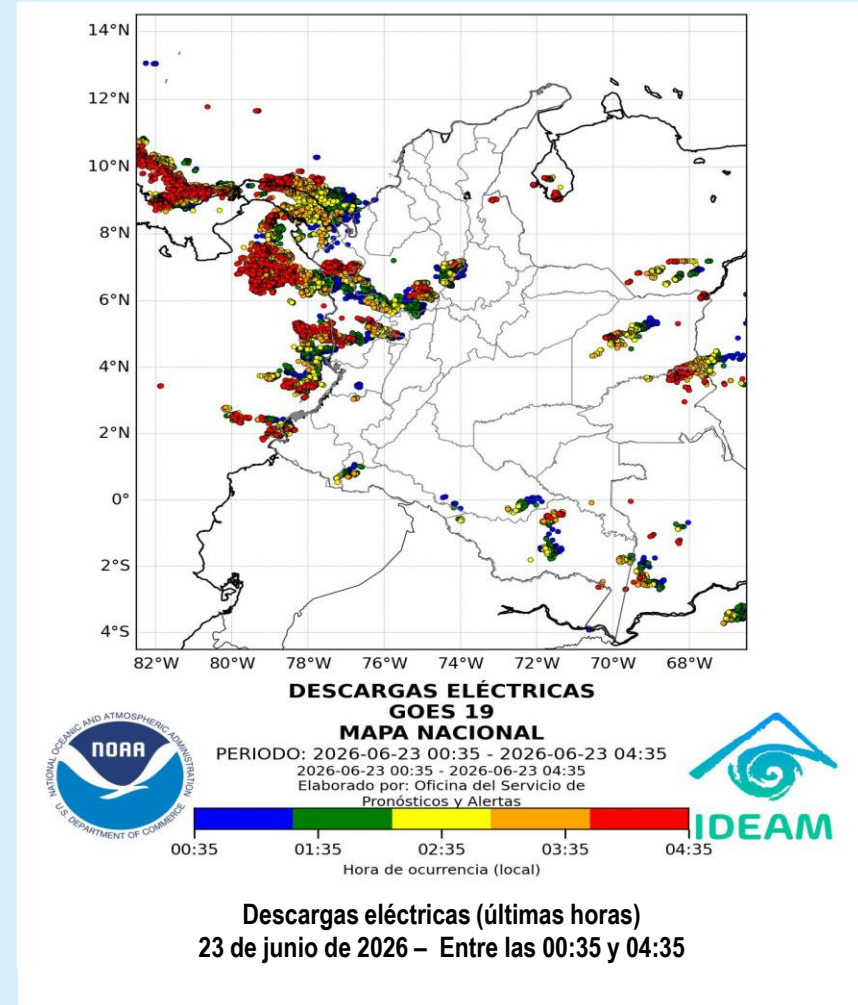 14°N
12°N
10°N
8°N
6°N
4°N
2°N
0°
2°S
4°S
82°W 80°W 78°W 76°W 74°W 72°W 70°W 68°W
DESCARGAS ELÉCTRICAS
GOES 19
MAPA NACIONAL
PERIODO: 2026-06-23 00:35 - 2026-06-23 04:35
2026-06-23 00:35 - 2026-06-23 04:35
Elaborado por: Oficina del Servicio de
Pronósticos y Alertas
NATIONAL OCEANIC AND ATMOSPHERIC ADMINISTRATION
NOAA
U.S. DEPARTMENT OF COMMERCE
IDEAM
00:35 01:35 02:35 03:35 04:35
Hora de ocurrencia (local)
Descargas eléctricas (últimas horas)
23 de junio de 2026 – Entre las 00:35 y 04:35